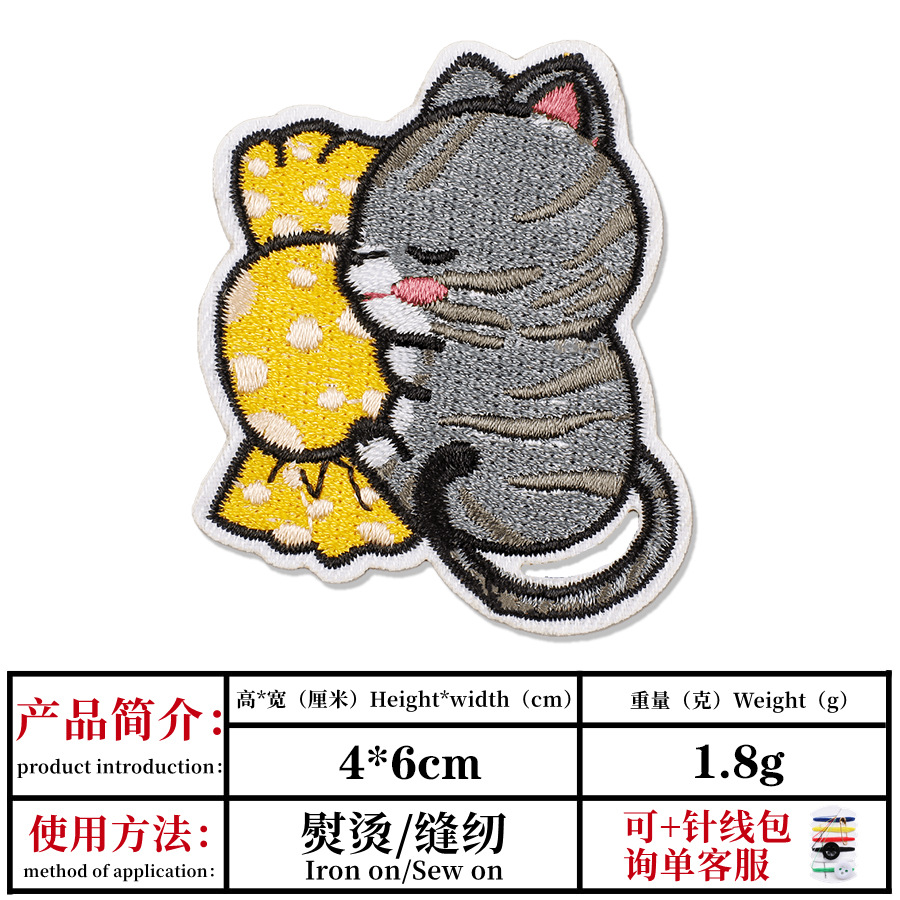 产品简介：
product introduction：
高*宽（厘米）Height*width（cm）
重量（克）Weight（g）
4*6cm
1.8g
使用方法：
method of application：
熨烫/缝纫
Iron on/Sew on
可+针线包
询单客服